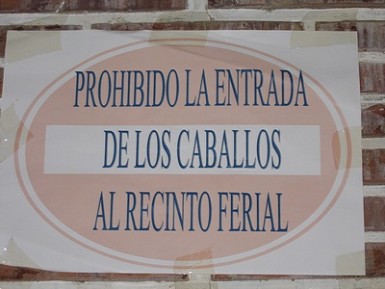 PROHIBIDO LA ENTRADA
DE LOS CABALLOS
AL RECINTO FERIAL